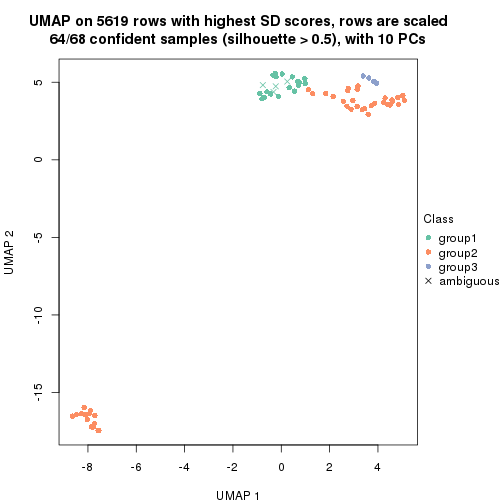 UMAP on 5619 rows with highest SD scores, rows are scaled
64/68 confident samples (silhouette > 0.5), with 10 PCs
5
0
-5
-10
-15
UMAP 2
-8
-6
-4
-2
0
2
4
UMAP 1
Class
group1
group2
group3
ambiguous